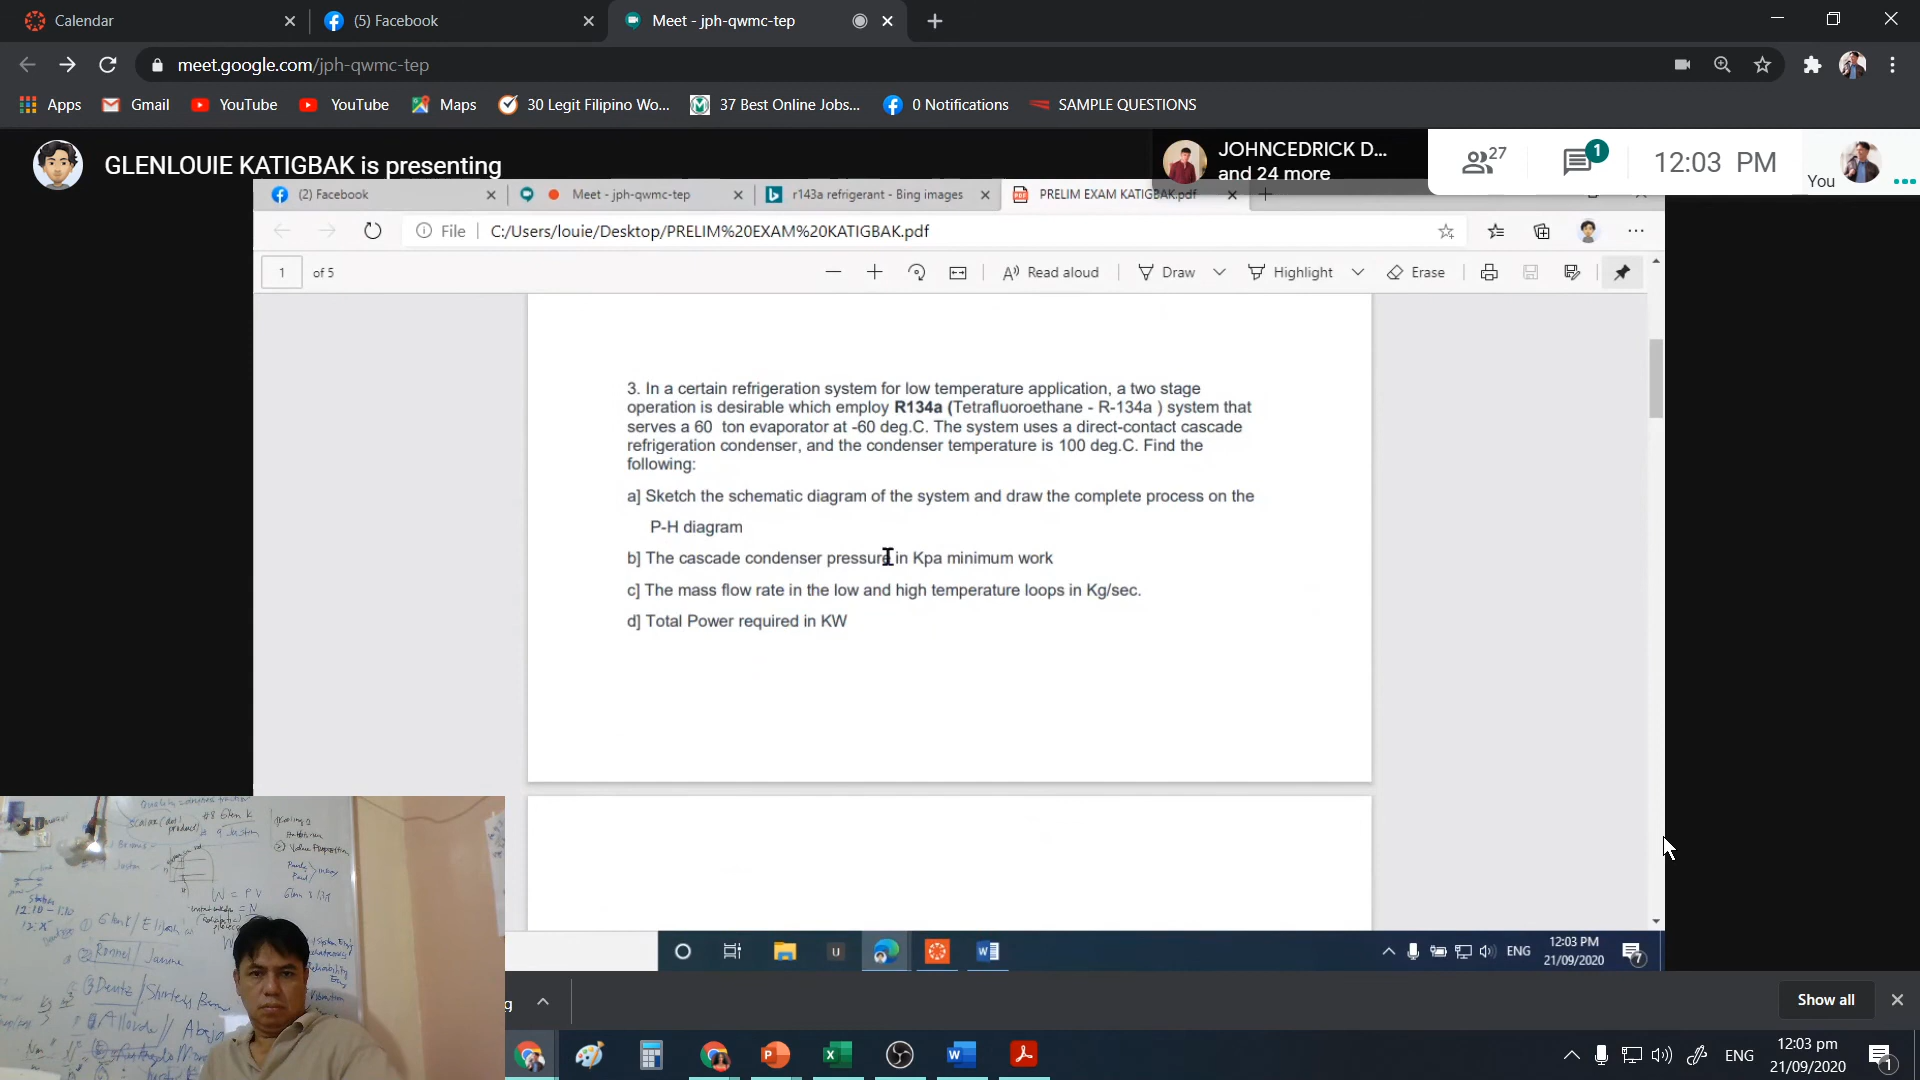 Calendar
(5) Facebook
Meet - jph-qwmc-tep
meet.google.com/jph-qwmc-tep
Apps
Gmail
YouTube
YouTube
Maps
30 Legit Filipino Wo...
37 Best Online Jobs...
0 Notifications
SAMPLE QUESTIONS
GLENLOUIE KATIGBAK is presenting
JOHNCEDRICK D...
and 24 more
27
1
12:03 PM
You
(2) Facebook
Meet - jph-qwmc-tep
r143a refrigerant - Bing images
PRELIM EXAM KATIGBAK.pdf
File
C:/Users/louie/Desktop/PRELIM%20EXAM%20KATIGBAK.pdf
1 of 5
Read aloud
Draw
Highlight
Erase
3. In a certain refrigeration system for low temperature application, a two stage
operation is desirable which employ R134a (Tetrafluoroethane - R-134a ) system that
serves a 60 ton evaporator at -60 deg.C. The system uses a direct-contact cascade
refrigeration condenser, and the condenser temperature is 100 deg.C. Find the
following:
a] Sketch the schematic diagram of the system and draw the complete process on the
P-H diagram
b] The cascade condenser pressure in Kpa minimum work
c] The mass flow rate in the low and high temperature loops in Kg/sec.
d] Total Power required in KW
#8 Glen K
W = PV
Ronnel / Janine
ENG
12:03 PM
21/09/2020
7
g
Show all
ENG
12:03 pm
21/09/2020
1